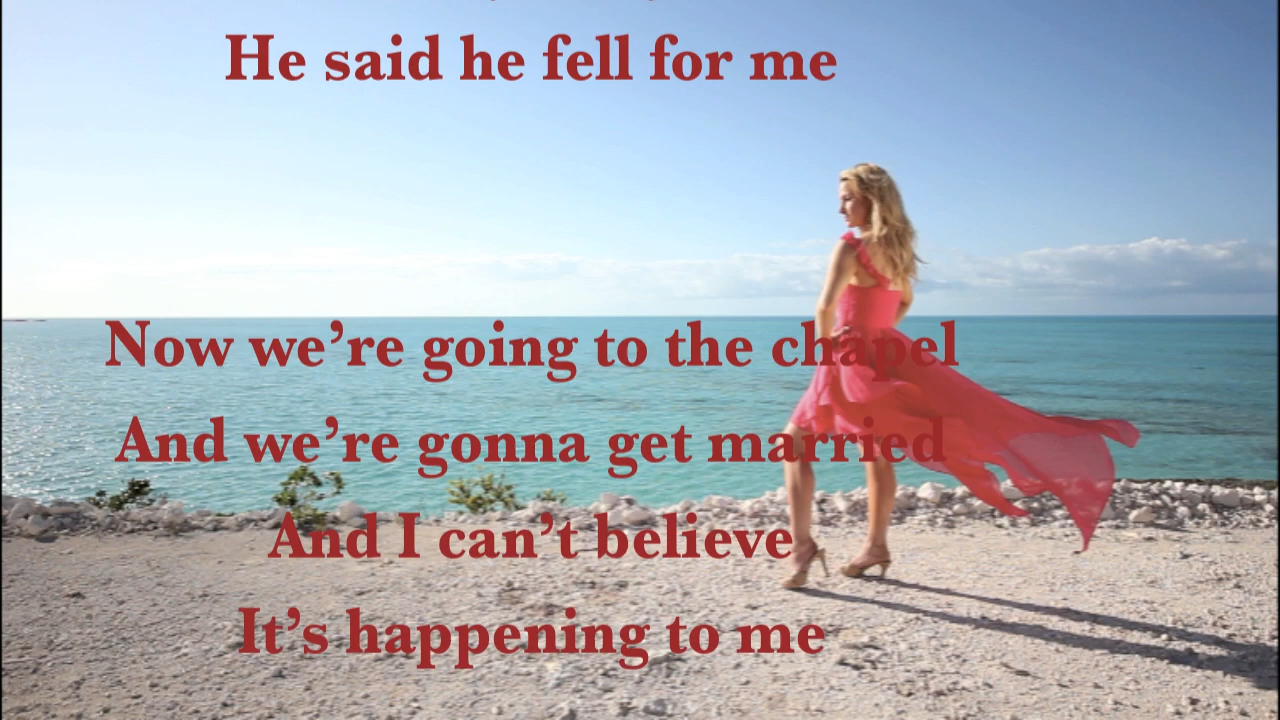 He said he fell for me
Now we’re going to the chapel
And we’re gonna get married
And I can’t believe
It’s happening to me